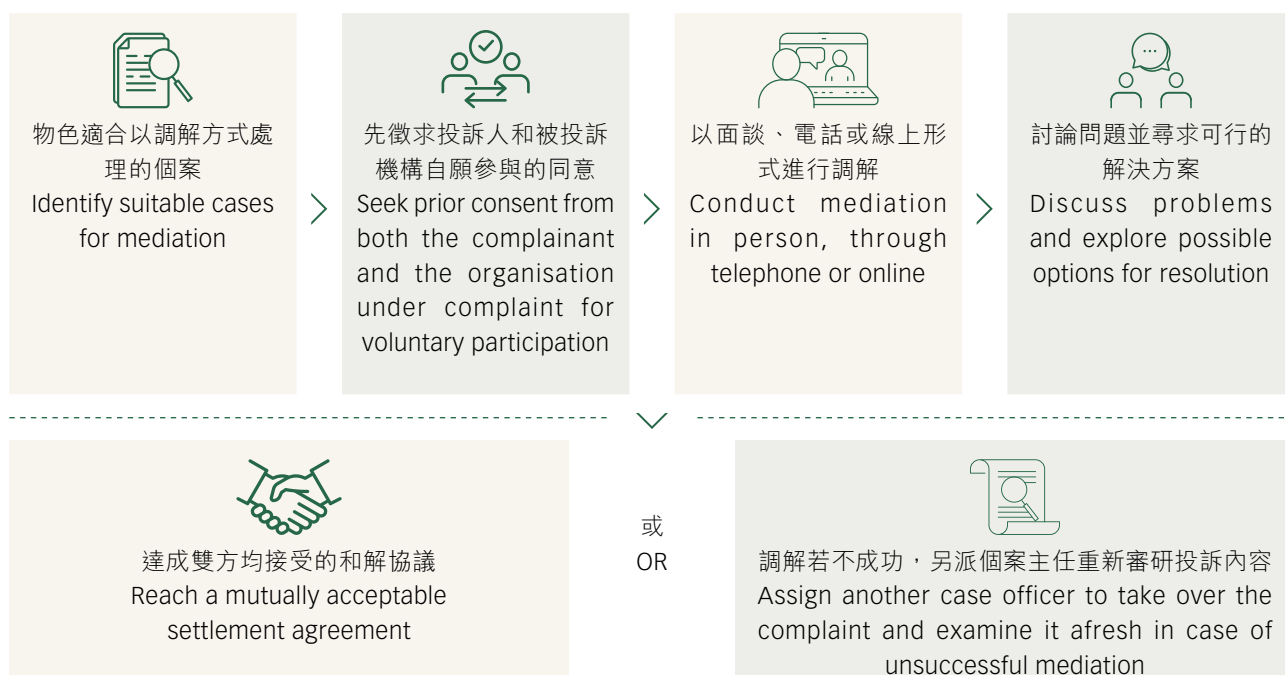 物色適合以調解方式處
理的個案
Identify suitable cases
for mediation
先徵求投訴人和被投訴
機構自願參與的同意
Seek prior consent from
both the complainant
and the organisation
under complaint for
voluntary participation
以面談、電話或線上形
式進行調解
Conduct mediation
in person, through
telephone or online
討論問題並尋求可行的
解決方案
Discuss problems
and explore possible
options for resolution
達成雙方均接受的和解協議
Reach a mutually acceptable
settlement agreement
或
OR
調解若不成功，另派個案主任重新審研投訴內容
Assign another case officer to take over the
complaint and examine it afresh in case of
unsuccessful mediation